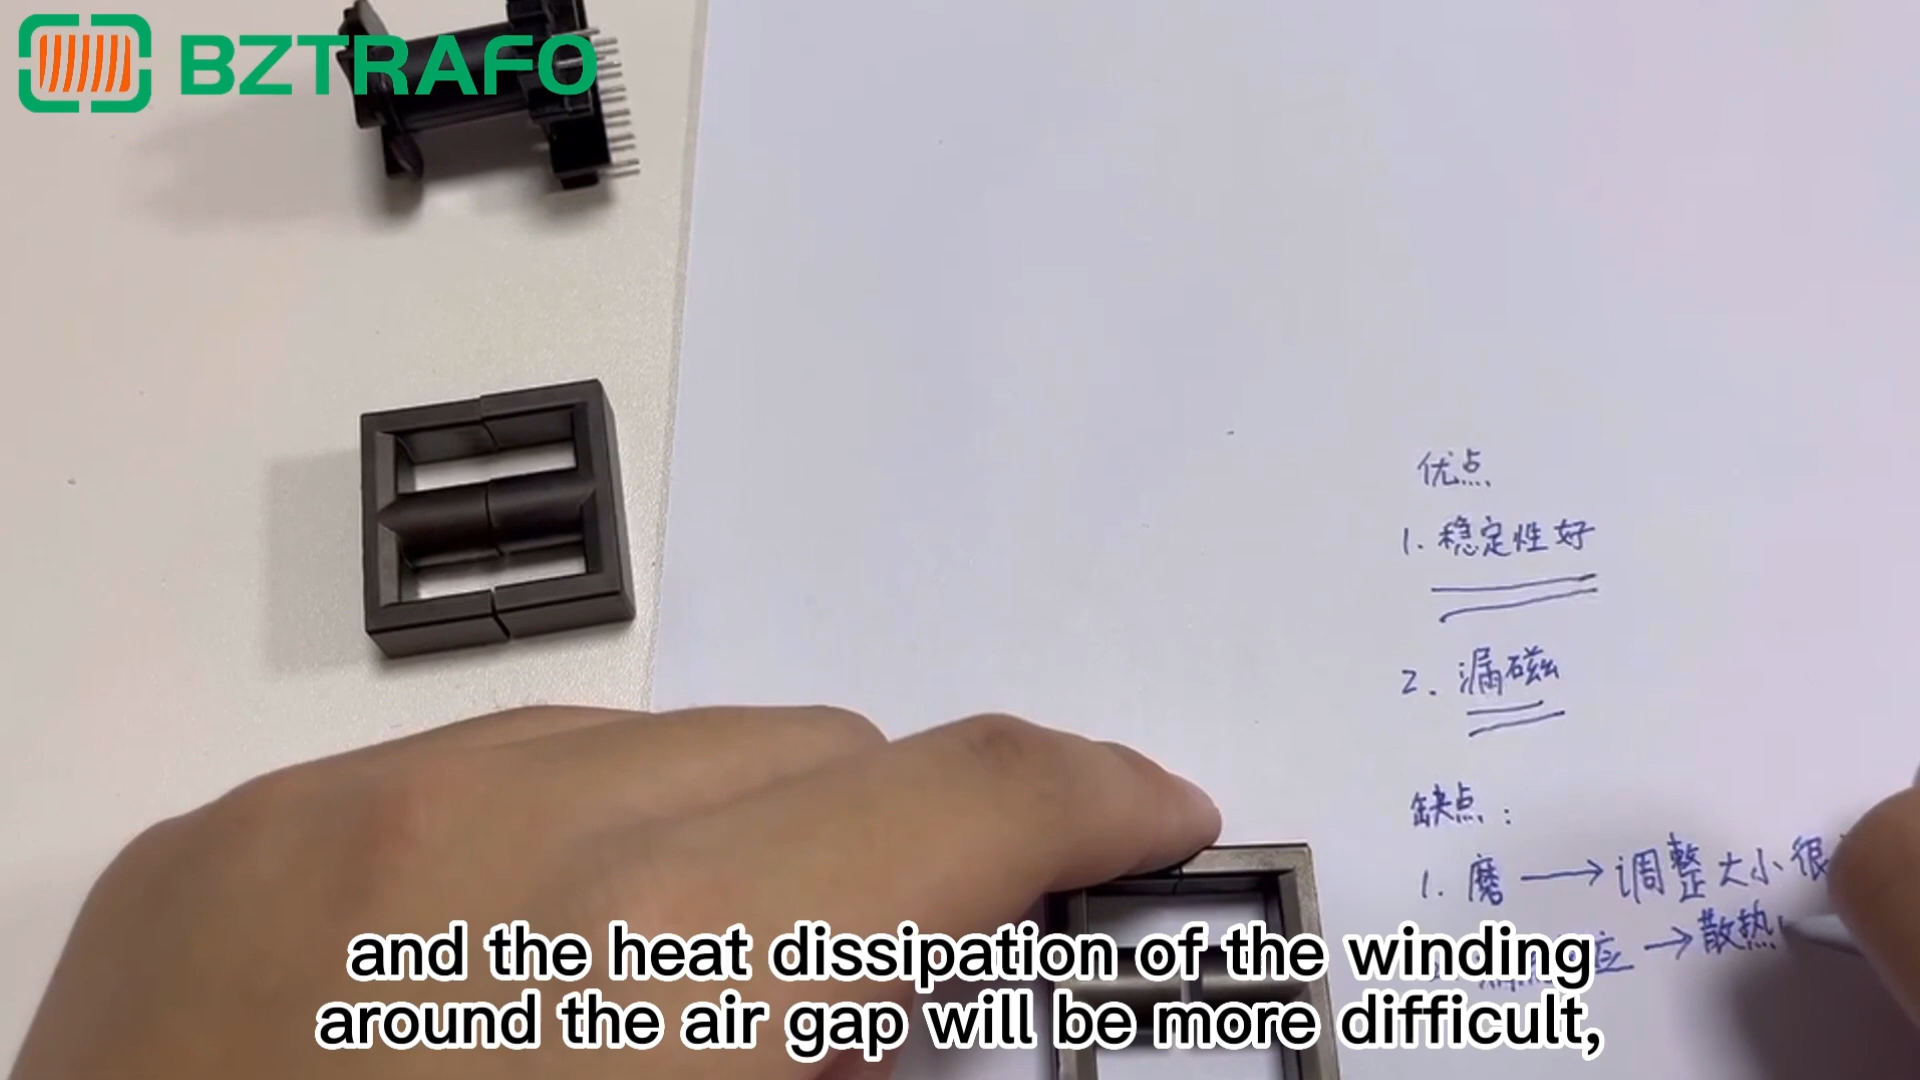 BZTRAFO
优点
1. 稳定性好
2. 漏磁
缺点：
1. 磨 → 调整大小很
应 → 散热
and the heat dissipation of the winding
around the air gap will be more difficult,